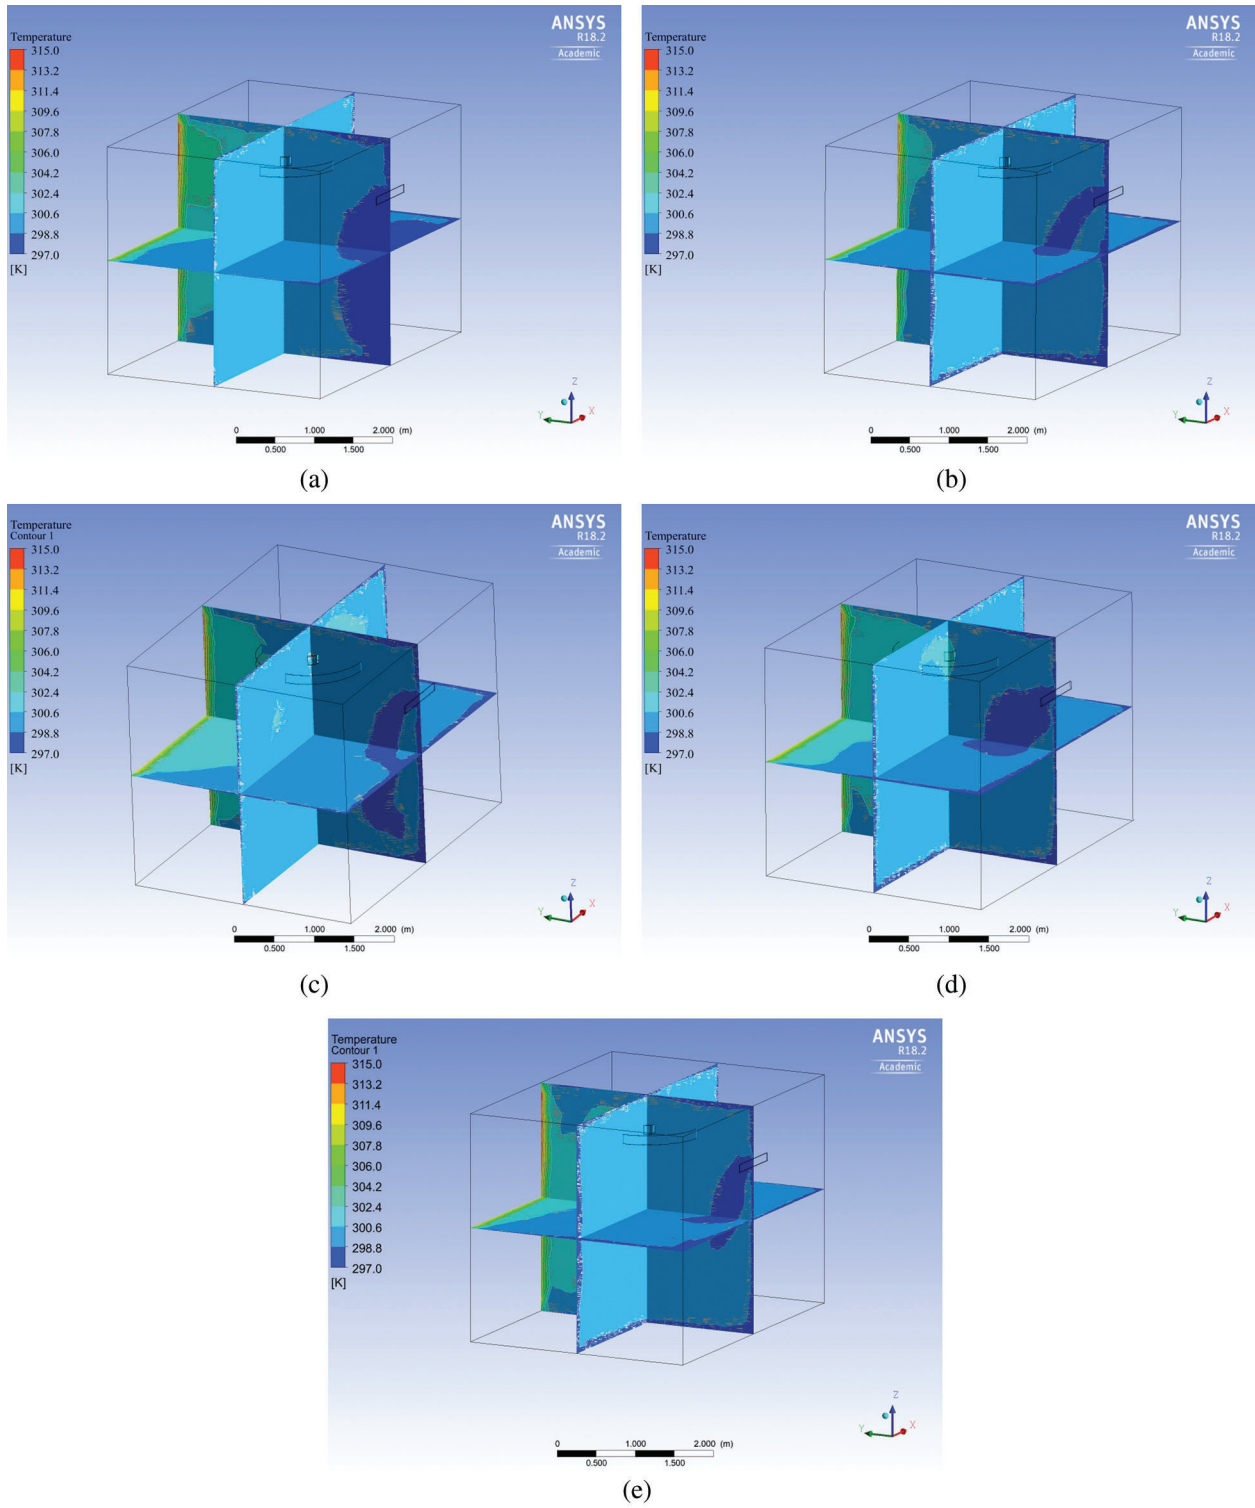 ANSYS
R18.2
Academic
Temperature
315.0
313.2
311.4
309.6
307.8
306.0
304.2
302.4
300.6
298.8
297.0
[K]
Z
Y
X
0 1.000 2.000 (m)
0.500 1.500
(a)
ANSYS
R18.2
Academic
Temperature
315.0
313.2
311.4
309.6
307.8
306.0
304.2
302.4
300.6
298.8
297.0
[K]
Z
Y
X
0 1.000 2.000 (m)
0.500 1.500
(b)
ANSYS
R18.2
Academic
Temperature
Contour 1
315.0
313.2
311.4
309.6
307.8
306.0
304.2
302.4
300.6
298.8
297.0
[K]
Z
Y
X
0 1.000 2.000 (m)
0.500 1.500
(c)
ANSYS
R18.2
Academic
Temperature
315.0
313.2
311.4
309.6
307.8
306.0
304.2
302.4
300.6
298.8
297.0
[K]
Z
Y
X
0 1.000 2.000 (m)
0.500 1.500
(d)
ANSYS
R18.2
Academic
Temperature
Contour 1
315.0
313.2
311.4
309.6
307.8
306.0
304.2
302.4
300.6
298.8
297.0
[K]
Z
Y
X
0 1.000 2.000 (m)
0.500 1.500
(e)